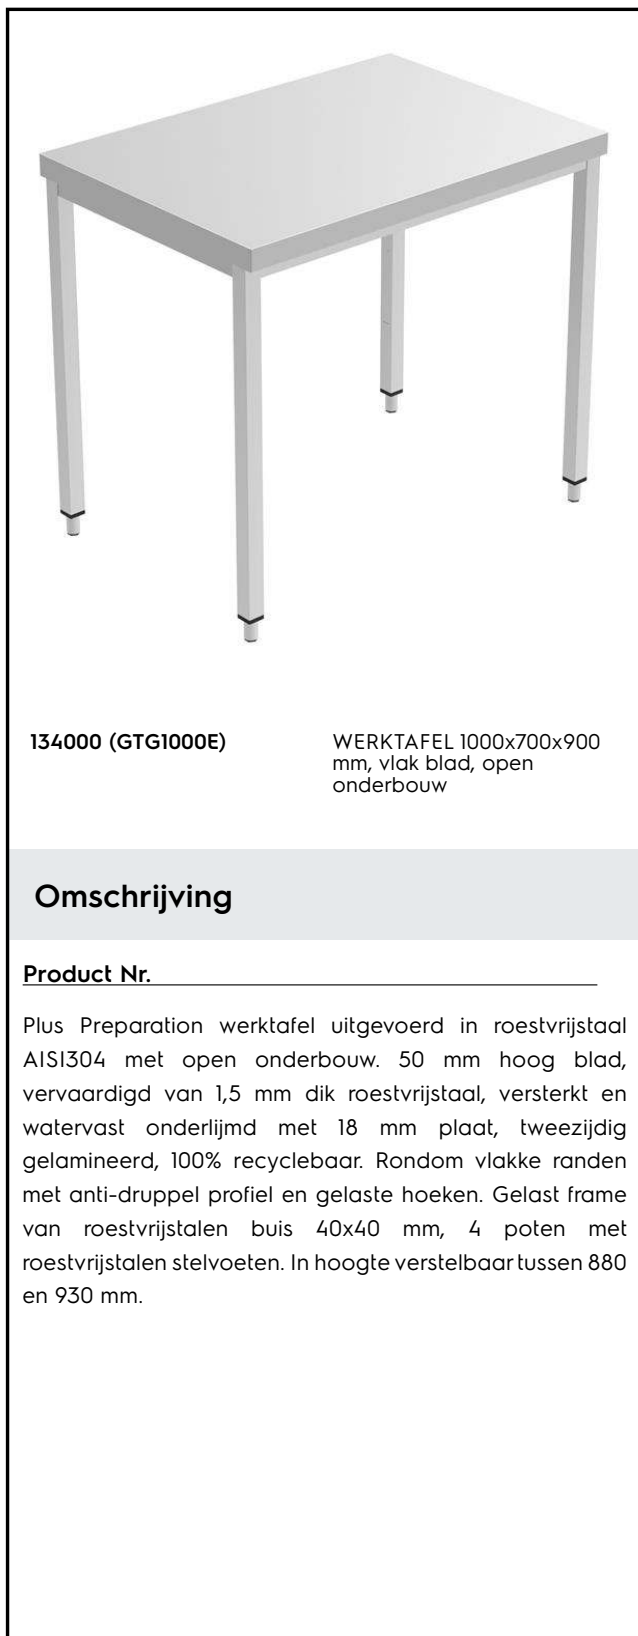 134000 (GTG1000E)
WERKTAFEL 1000x700x900
mm, vlak blad, open
onderbouw
Omschrijving
Product Nr.
Plus Preparation werktafel uitgevoerd in roestvrijstaal
AISI304 met open onderbouw. 50 mm hoog blad,
vervaardigd van 1,5 mm dik roestvrijstaal, versterkt en
watervast onderlijmd met 18 mm plaat, tweezijdig
gelamineerd, 100% recyclebaar. Rondom vlakke randen
met anti-druppel profiel en gelaste hoeken. Gelast frame
van roestvrijstalen buis 40x40 mm, 4 poten met
roestvrijstalen stelvoeten. In hoogte verstelbaar tussen 880
en 930 mm.